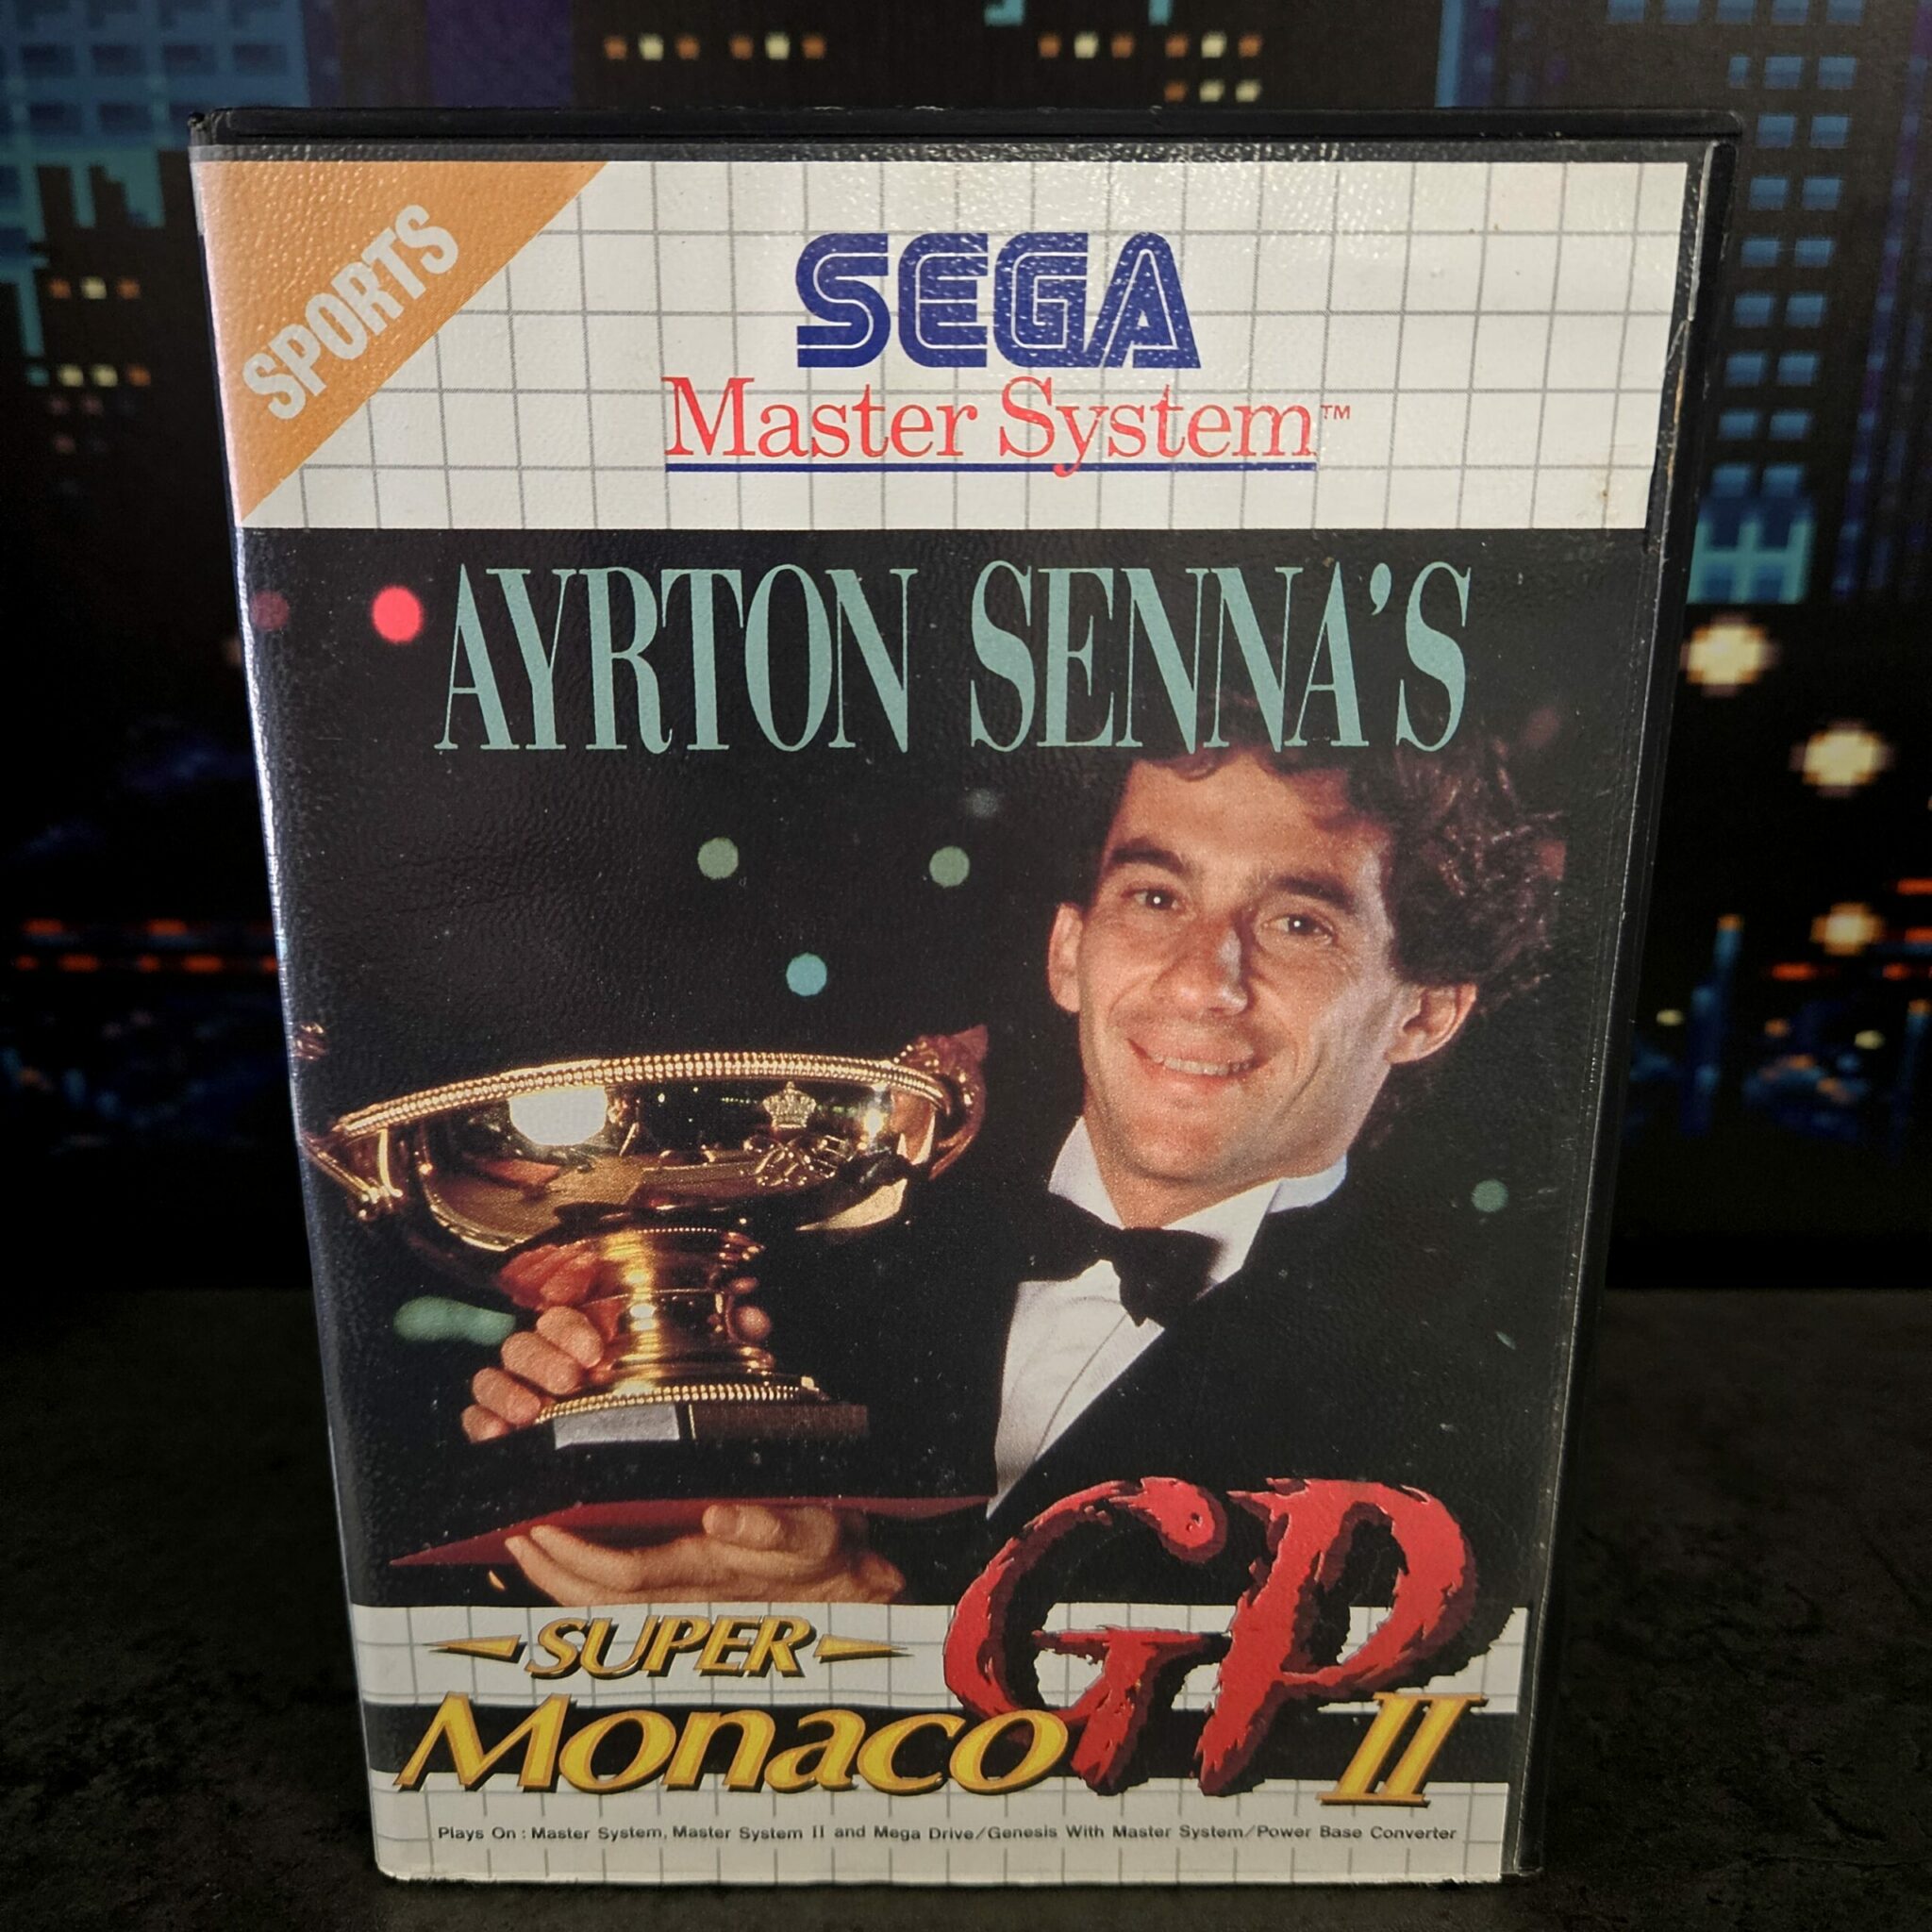 SPORTS
SEGA
Master System™
AYRTON SENNA'S
SUPER
Monaco GP II
Plays On : Master System, Master System II and Mega Drive/Genesis With Master System/Power Base Converter